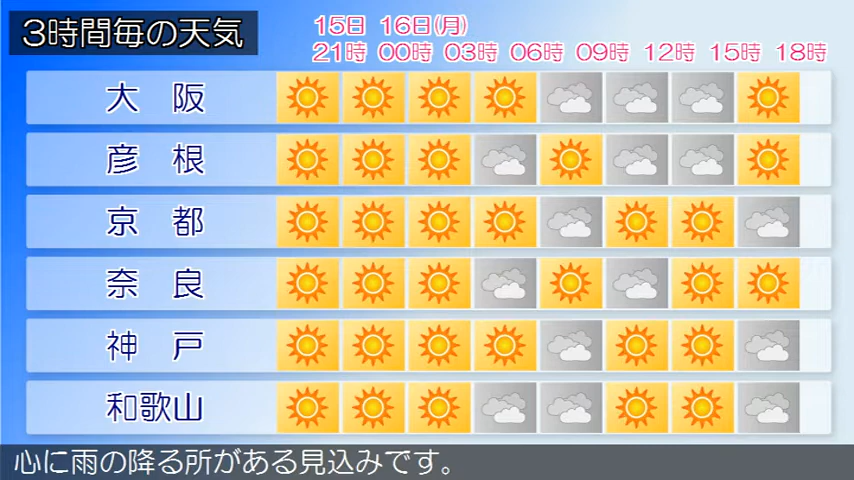 3時間毎の天気
15日 16日(月)
21時 00時 03時 06時 09時 12時 15時 18時
大阪
彦根
京都
奈良
神戸
和歌山
心に雨の降る所がある見込みです。